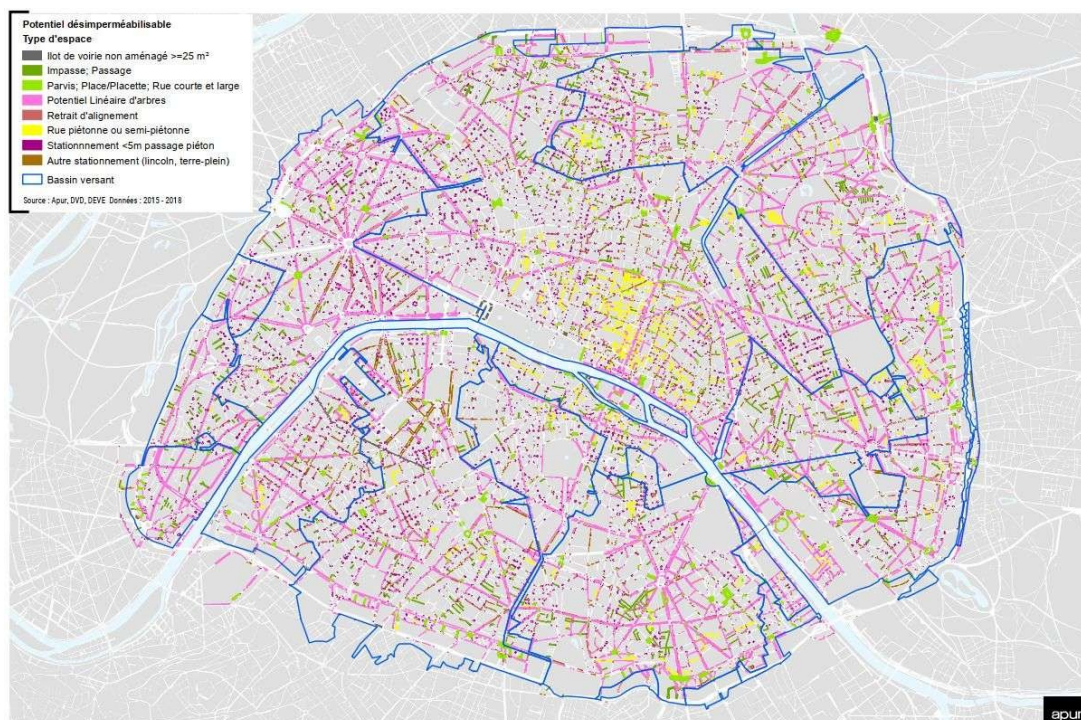 Potentiel désimperméabilisable
Type d'espace
Ilot de voirie non aménagé >=25 m²
Impasse; Passage
Parvis; Place/Placette; Rue courte et large
Potentiel Linéaire d'arbres
Retrait d'alignement
Rue piétonne ou semi-piétonne
Stationnnement <5m passage piéton
Autre stationnement (lincoln, terre-plein)
Bassin versant
Source : Apur, DVD, DEVE Données : 2015 - 2018
apur